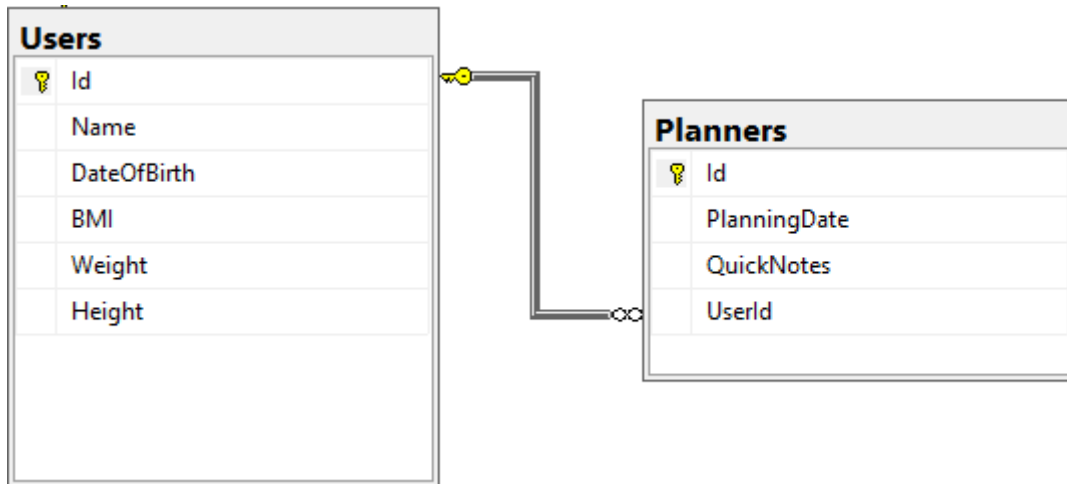 Users
Id
Name
DateOfBirth
BMI
Weight
Height
Planners
Id
PlanningDate
QuickNotes
UserId